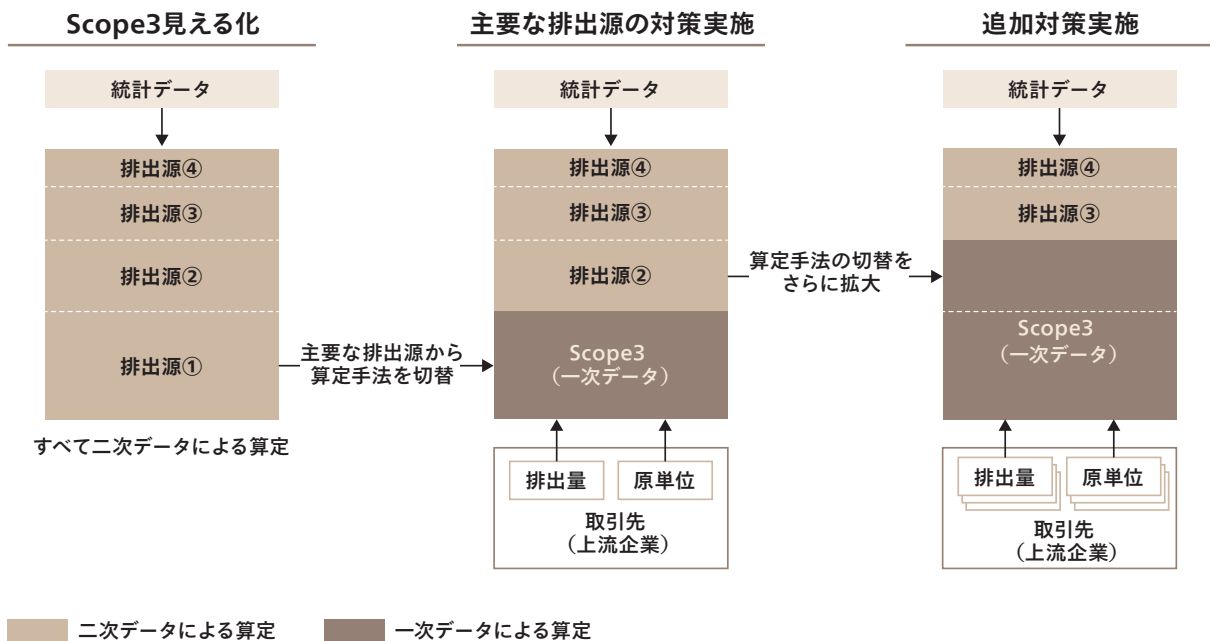 Scope3見える化
統計データ
排出源④
排出源③
排出源②
排出源①
すべて二次データによる算定
主要な排出源から
算定手法を切替
主要な排出源の対策実施
統計データ
排出源④
排出源③
排出源②
Scope3
（一次データ）
排出量
原単位
取引先
（上流企業）
算定手法の切替を
さらに拡大
追加対策実施
統計データ
排出源④
排出源③
Scope3
（一次データ）
排出量
原単位
取引先
（上流企業）
二次データによる算定
一次データによる算定